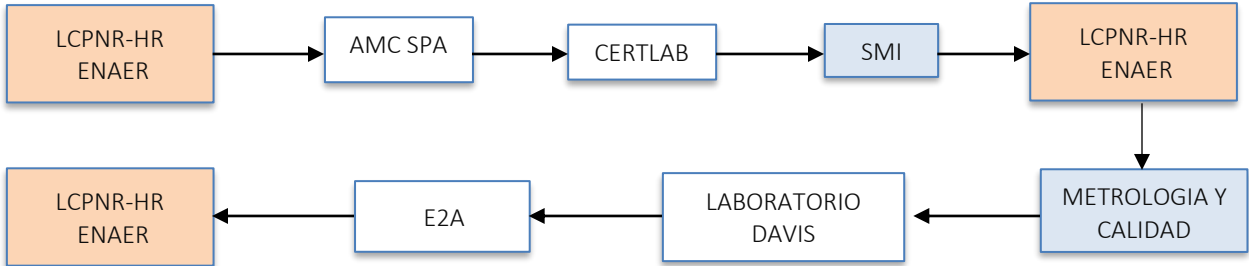 LCPNR-HR
ENAER
AMC SPA
CERTLAB
SMI
LCPNR-HR
ENAER
METROLOGIA Y
CALIDAD
LABORATORIO
DAVIS
E2A
LCPNR-HR
ENAER